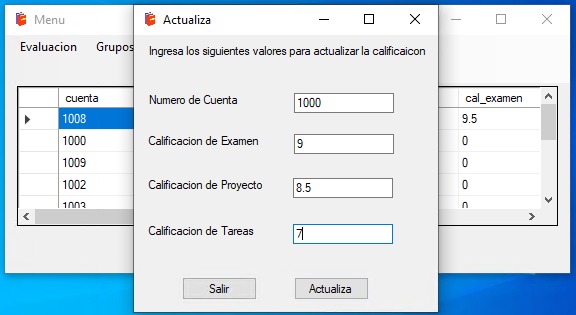 Menu
Actualiza
Evaluacion Grupos
Ingresa los siguientes valores para actualizar la calificaicon
cuenta cal_examen
1008 9.5
1000 0
1009 0
1002 0
1003 0
Numero de Cuenta 1000
Calificacion de Examen 9
Calificacion de Proyecto 8.5
Calificacion de Tareas 7
Salir Actualiza